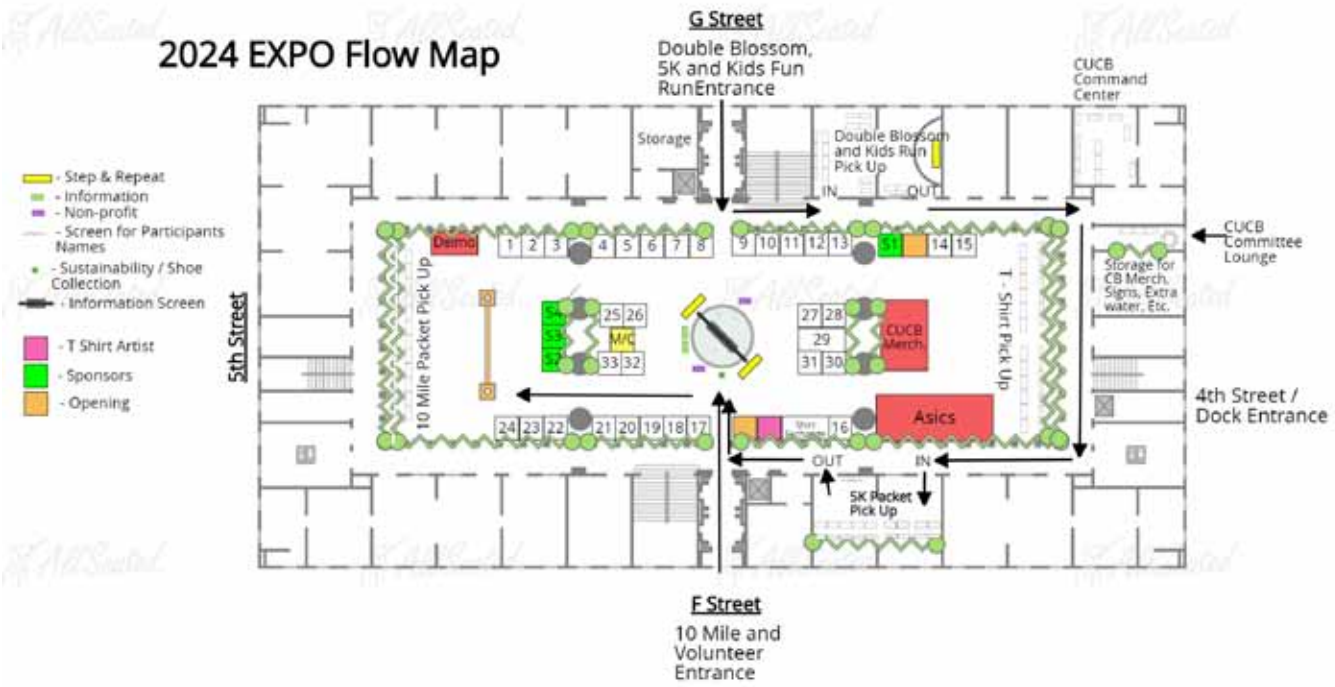 G Street
2024 EXPO Flow Map
Double Blossom,
5K and Kids Fun
RunEntrance
CUCB
Command
Center
Storage
Double Blossom
and Kids Run
Pick Up
IN
OUT
- Step & Repeat
- Information
- Non-profit
- Screen for Participants
Names
- Sustainability / Shoe
Collection
- Information Screen
- T Shirt Artist
- Sponsors
- Opening
5th Street
10 Mile Packet Pick Up
Demo
1 2 3 4 5 6 7 8
9 10 11 12 13 S1 14 15
CUCB
Committee
Lounge
Storage for
CB Merch,
Signs, Extra
water, Etc.
T - Shirt Pick Up
S4
S3
S2
25 26
M/C
33 32
27 28
29
31 30
CUCB
Merch.
4th Street /
Dock Entrance
24 23 22 21 20 19 18 17
16
Asics
OUT
IN
5K Packet
Pick Up
F Street
10 Mile and
Volunteer
Entrance
AllSeated
AllSeated
AllSeated
AllSeated
AllSeated
AllSeated